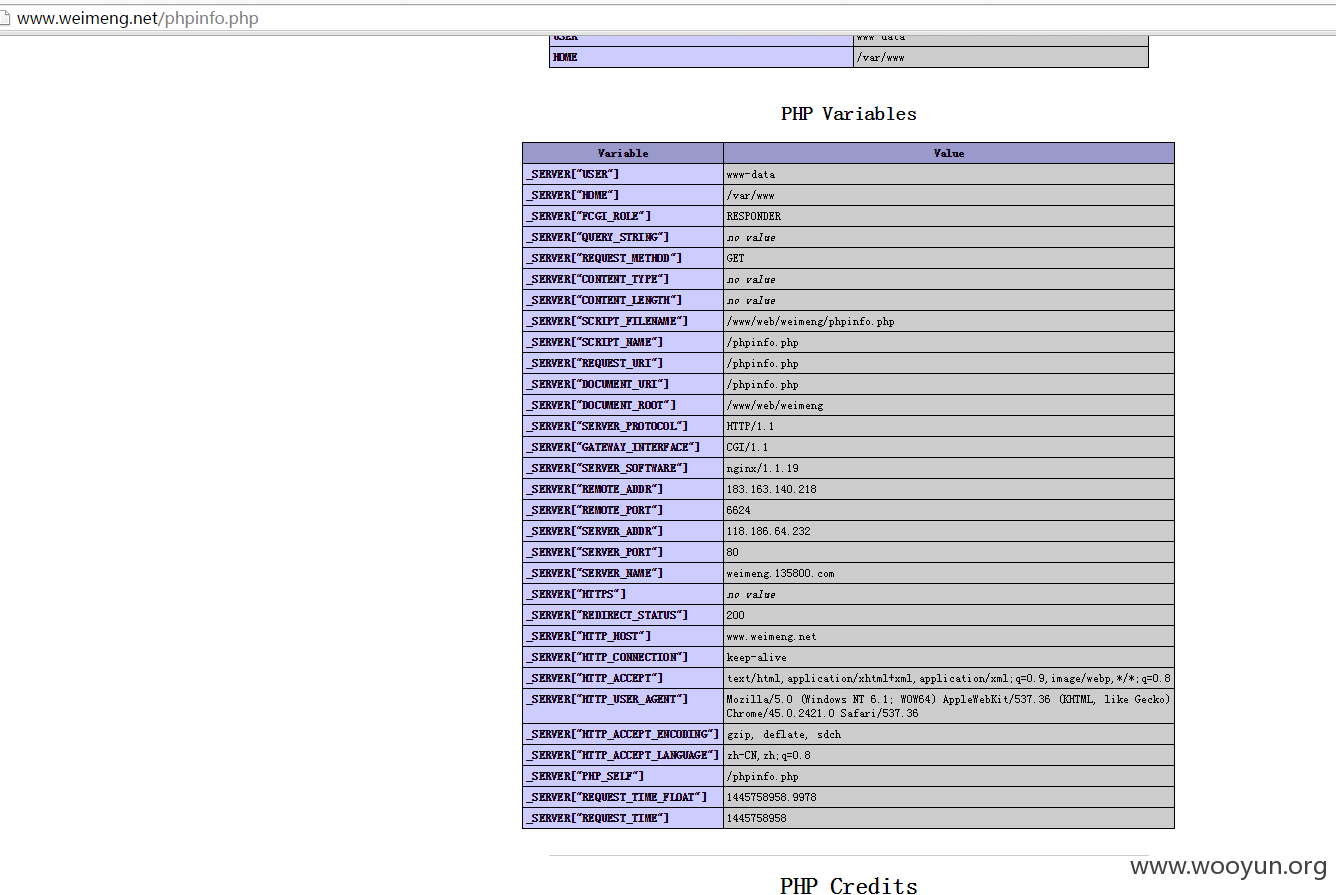 www.weimeng.net/phpinfo.php
USER www-data
HOME /var/www
PHP Variables
Variable Value
_SERVER["USER"] www-data
_SERVER["HOME"] /var/www
_SERVER["FCGI_ROLE"] RESPONDER
_SERVER["QUERY_STRING"] no value
_SERVER["REQUEST_METHOD"] GET
_SERVER["CONTENT_TYPE"] no value
_SERVER["CONTENT_LENGTH"] no value
_SERVER["SCRIPT_FILENAME"] /www/web/weimeng/phpinfo.php
_SERVER["SCRIPT_NAME"] /phpinfo.php
_SERVER["REQUEST_URI"] /phpinfo.php
_SERVER["DOCUMENT_URI"] /phpinfo.php
_SERVER["DOCUMENT_ROOT"] /www/web/weimeng
_SERVER["SERVER_PROTOCOL"] HTTP/1.1
_SERVER["GATEWAY_INTERFACE"] CGI/1.1
_SERVER["SERVER_SOFTWARE"] nginx/1.1.19
_SERVER["REMOTE_ADDR"] 183.163.140.218
_SERVER["REMOTE_PORT"] 6624
_SERVER["SERVER_ADDR"] 118.186.64.232
_SERVER["SERVER_PORT"] 80
_SERVER["SERVER_NAME"] weimeng.135800.com
_SERVER["HTTPS"] no value
_SERVER["REDIRECT_STATUS"] 200
_SERVER["HTTP_HOST"] www.weimeng.net
_SERVER["HTTP_CONNECTION"] keep-alive
_SERVER["HTTP_ACCEPT"] text/html,application/xhtml+xml,application/xml;q=0.9,image/webp,*/*;q=0.8
_SERVER["HTTP_USER_AGENT"] Mozilla/5.0 (Windows NT 6.1; WOW64) AppleWebKit/537.36 (KHTML, like Gecko)
Chrome/45.0.2421.0 Safari/537.36
_SERVER["HTTP_ACCEPT_ENCODING"] gzip, deflate, sdch
_SERVER["HTTP_ACCEPT_LANGUAGE"] zh-CN,zh;q=0.8
_SERVER["PHP_SELF"] /phpinfo.php
_SERVER["REQUEST_TIME_FLOAT"] 1445758958.9978
_SERVER["REQUEST_TIME"] 1445758958
www.wooyun.org
PHP Credits